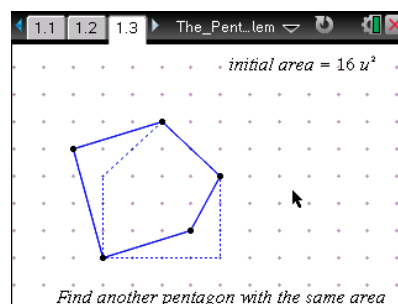 1.1 1.2 1.3 The_Pent…lem
initial area = 16 u²
Find another pentagon with the same area